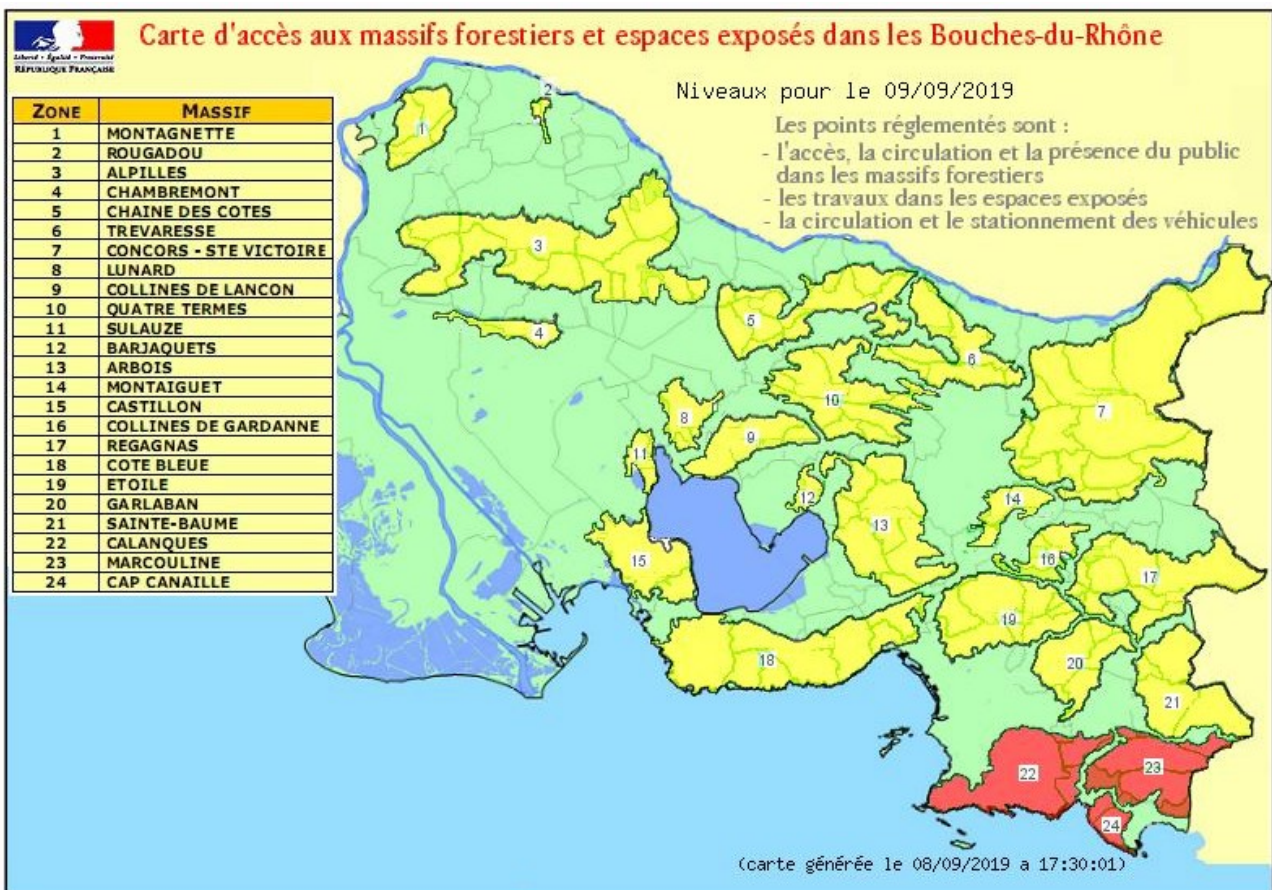 Carte d'accès aux massifs forestiers et espaces exposés dans les Bouches-du-Rhône
Liberté • Égalité • Fraternité
RÉPUBLIQUE FRANÇAISE
Niveaux pour le 09/09/2019
Les points réglementés sont :
- l'accès, la circulation et la présence du public
dans les massifs forestiers
- les travaux dans les espaces exposés
- la circulation et le stationnement des véhicules
ZONE MASSIF
1 MONTAGNETTE
2 ROUGADOU
3 ALPILLES
4 CHAMBREMONT
5 CHAINE DES COTES
6 TREVARESSE
7 CONCORS - STE VICTOIRE
8 LUNARD
9 COLLINES DE LANCON
10 QUATRE TERMES
11 SULAUZE
12 BARJAQUETS
13 ARBOIS
14 MONTAIGUET
15 CASTILLON
16 COLLINES DE GARDANNE
17 REGAGNAS
18 COTE BLEUE
19 ETOILE
20 GARLABAN
21 SAINTE-BAUME
22 CALANQUES
23 MARCOULINE
24 CAP CANAILLE
2
1
3
4
5
6
10
7
8
9
11
12
14
13
15
16
17
19
18
20
21
22
23
24
(carte générée le 08/09/2019 a 17:30:01)